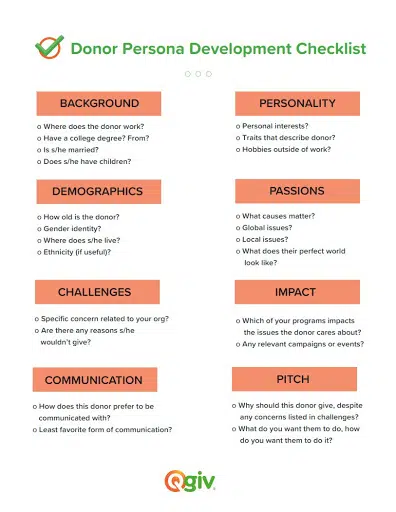 Donor Persona Development Checklist
BACKGROUND
o Where does the donor work?
o Have a college degree? From?
o Is s/he married?
o Does s/he have children?
PERSONALITY
o Personal interests?
o Traits that describe donor?
o Hobbies outside of work?
DEMOGRAPHICS
o How old is the donor?
o Gender identity?
o Where does s/he live?
o Ethnicity (if useful)?
PASSIONS
o What causes matter?
o Global issues?
o Local issues?
o What does their perfect world
look like?
CHALLENGES
o Specific concern related to your org?
o Are there any reasons s/he
wouldn't give?
IMPACT
o Which of your programs impacts
the issues the donor cares about?
o Any relevant campaigns or events?
COMMUNICATION
o How does this donor prefer to be
communicated with?
o Least favorite form of communication?
PITCH
o Why should this donor give, despite
any concerns listed in challenges?
o What do you want them to do, how
do you want them to do it?
Qgiv